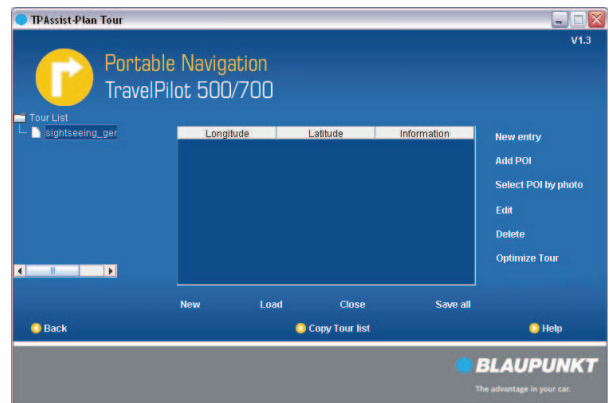 TPAssist-Plan Tour
V1.3
Portable Navigation
TravelPilot 500/700
Tour List
sightseeing_ger
Longitude Latitude Information
New entry
Add POI
Select POI by photo
Edit
Delete
Optimize Tour
New Load Close Save all
Back Copy Tour list Help
BLAUPUNKT
The advantage in your car.